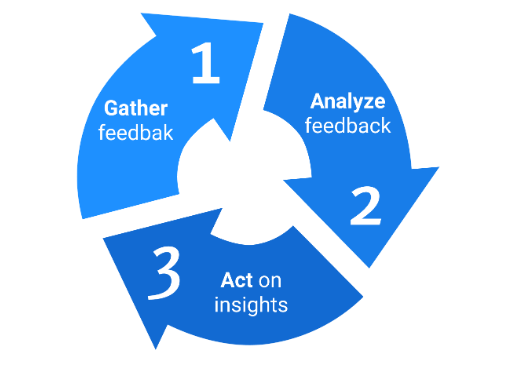 1
Gather
feedbak
Analyze
feedback
2
3
Act on
insights